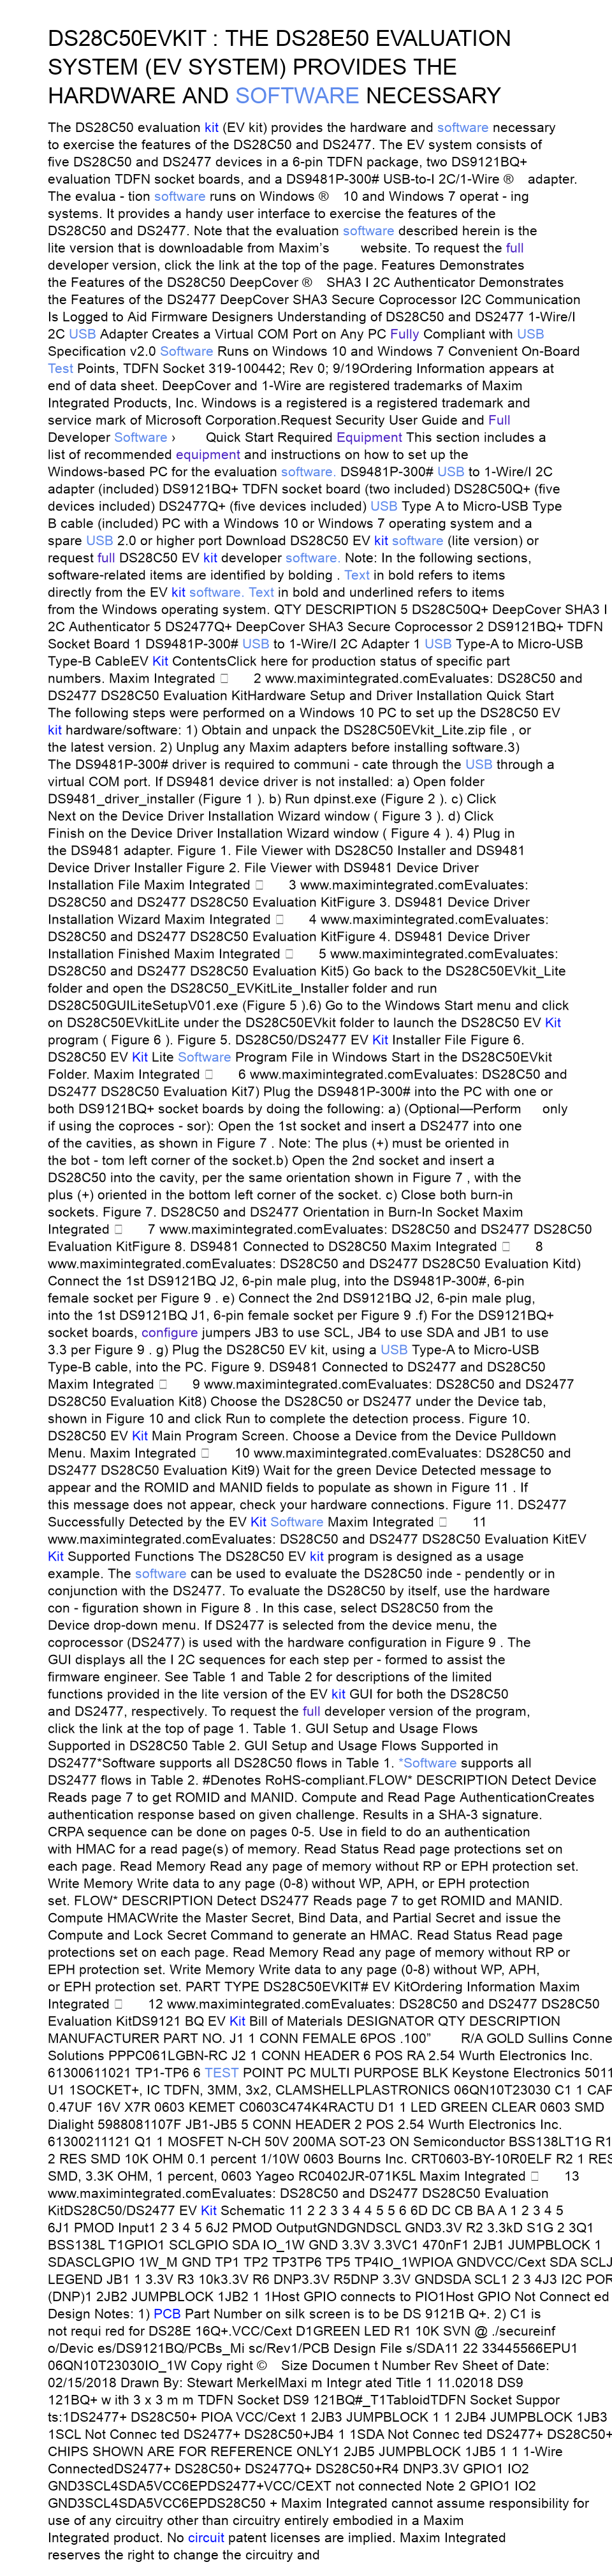 DS28C50EVKIT : THE DS28E50 EVALUATION
SYSTEM (EV SYSTEM) PROVIDES THE
HARDWARE AND SOFTWARE NECESSARY
The DS28C50 evaluation kit (EV kit) provides the hardware and software necessary
to exercise the features of the DS28C50 and DS2477. The EV system consists of
five DS28C50 and DS2477 devices in a 6-pin TDFN package, two DS9121BQ+
evaluation TDFN socket boards, and a DS9481P-300# USB-to-I 2C/1-Wire ® adapter.
The evalua - tion software runs on Windows ® 10 and Windows 7 operat - ing
systems. It provides a handy user interface to exercise the features of the
DS28C50 and DS2477. Note that the evaluation software described herein is the
lite version that is downloadable from Maxim's website. To request the full
developer version, click the link at the top of the page. Features Demonstrates
the Features of the DS28C50 DeepCover ® SHA3 I 2C Authenticator Demonstrates
the Features of the DS2477 DeepCover SHA3 Secure Coprocessor I2C Communication
Is Logged to Aid Firmware Designers Understanding of DS28C50 and DS2477 1-Wire/I
2C USB Adapter Creates a Virtual COM Port on Any PC Fully Compliant with USB
Specification v2.0 Software Runs on Windows 10 and Windows 7 Convenient On-Board
Test Points, TDFN Socket 319-100442; Rev 0; 9/19Ordering Information appears at
end of data sheet. DeepCover and 1-Wire are registered trademarks of Maxim
Integrated Products, Inc. Windows is a registered is a registered trademark and
service mark of Microsoft Corporation.Request Security User Guide and Full
Developer Software › Quick Start Required Equipment This section includes a
list of recommended equipment and instructions on how to set up the
Windows-based PC for the evaluation software. DS9481P-300# USB to 1-Wire/I 2C
adapter (included) DS9121BQ+ TDFN socket board (two included) DS28C50Q+ (five
devices included) DS2477Q+ (five devices included) USB Type A to Micro-USB Type
B cable (included) PC with a Windows 10 or Windows 7 operating system and a
spare USB 2.0 or higher port Download DS28C50 EV kit software (lite version) or
request full DS28C50 EV kit developer software. Note: In the following sections,
software-related items are identified by bolding . Text in bold refers to items
directly from the EV kit software. Text in bold and underlined refers to items
from the Windows operating system. QTY DESCRIPTION 5 DS28C50Q+ DeepCover SHA3 I
2C Authenticator 5 DS2477Q+ DeepCover SHA3 Secure Coprocessor 2 DS9121BQ+ TDFN
Socket Board 1 DS9481P-300# USB to 1-Wire/I 2C Adapter 1 USB Type-A to Micro-USB
Type-B CableEV Kit ContentsClick here for production status of specific part
numbers. Maxim Integrated 2 www.maximintegrated.comEvaluates: DS28C50 and
DS2477 DS28C50 Evaluation KitHardware Setup and Driver Installation Quick Start
The following steps were performed on a Windows 10 PC to set up the DS28C50 EV
kit hardware/software: 1) Obtain and unpack the DS28C50EVkit_Lite.zip file , or
the latest version. 2) Unplug any Maxim adapters before installing software.3)
The DS9481P-300# driver is required to communi - cate through the USB through a
virtual COM port. If DS9481 device driver is not installed: a) Open folder
DS9481_driver_installer (Figure 1 ). b) Run dpinst.exe (Figure 2 ). c) Click
Next on the Device Driver Installation Wizard window ( Figure 3 ). d) Click
Finish on the Device Driver Installation Wizard window ( Figure 4 ). 4) Plug in
the DS9481 adapter. Figure 1. File Viewer with DS28C50 Installer and DS9481
Device Driver Installer Figure 2. File Viewer with DS9481 Device Driver
Installation File Maxim Integrated 3 www.maximintegrated.comEvaluates:
DS28C50 and DS2477 DS28C50 Evaluation KitFigure 3. DS9481 Device Driver
Installation Wizard Maxim Integrated 4 www.maximintegrated.comEvaluates:
DS28C50 and DS2477 DS28C50 Evaluation KitFigure 4. DS9481 Device Driver
Installation Finished Maxim Integrated 5 www.maximintegrated.comEvaluates:
DS28C50 and DS2477 DS28C50 Evaluation Kit5) Go back to the DS28C50EVkit_Lite
folder and open the DS28C50_EVKitLite_Installer folder and run
DS28C50GUILiteSetupV01.exe (Figure 5 ).6) Go to the Windows Start menu and click
on DS28C50EVkitLite under the DS28C50EVkit folder to launch the DS28C50 EV Kit
program ( Figure 6 ). Figure 5. DS28C50/DS2477 EV Kit Installer File Figure 6.
DS28C50 EV Kit Lite Software Program File in Windows Start in the DS28C50EVkit
Folder. Maxim Integrated 6 www.maximintegrated.comEvaluates: DS28C50 and
DS2477 DS28C50 Evaluation Kit7) Plug the DS9481P-300# into the PC with one or
both DS9121BQ+ socket boards by doing the following: a) (Optional—Perform only
if using the coproces - sor): Open the 1st socket and insert a DS2477 into one
of the cavities, as shown in Figure 7 . Note: The plus (+) must be oriented in
the bot - tom left corner of the socket.b) Open the 2nd socket and insert a
DS28C50 into the cavity, per the same orientation shown in Figure 7 , with the
plus (+) oriented in the bottom left corner of the socket. c) Close both burn-in
sockets. Figure 7. DS28C50 and DS2477 Orientation in Burn-In Socket Maxim
Integrated 7 www.maximintegrated.comEvaluates: DS28C50 and DS2477 DS28C50
Evaluation KitFigure 8. DS9481 Connected to DS28C50 Maxim Integrated 8
www.maximintegrated.comEvaluates: DS28C50 and DS2477 DS28C50 Evaluation Kitd)
Connect the 1st DS9121BQ J2, 6-pin male plug, into the DS9481P-300#, 6-pin
female socket per Figure 9 . e) Connect the 2nd DS9121BQ J2, 6-pin male plug,
into the 1st DS9121BQ J1, 6-pin female socket per Figure 9 .f) For the DS9121BQ+
socket boards, configure jumpers JB3 to use SCL, JB4 to use SDA and JB1 to use
3.3 per Figure 9 . g) Plug the DS28C50 EV kit, using a USB Type-A to Micro-USB
Type-B cable, into the PC. Figure 9. DS9481 Connected to DS2477 and DS28C50
Maxim Integrated 9 www.maximintegrated.comEvaluates: DS28C50 and DS2477
DS28C50 Evaluation Kit8) Choose the DS28C50 or DS2477 under the Device tab,
shown in Figure 10 and click Run to complete the detection process. Figure 10.
DS28C50 EV Kit Main Program Screen. Choose a Device from the Device Pulldown
Menu. Maxim Integrated 10 www.maximintegrated.comEvaluates: DS28C50 and
DS2477 DS28C50 Evaluation Kit9) Wait for the green Device Detected message to
appear and the ROMID and MANID fields to populate as shown in Figure 11 . If
this message does not appear, check your hardware connections. Figure 11. DS2477
Successfully Detected by the EV Kit Software Maxim Integrated 11
www.maximintegrated.comEvaluates: DS28C50 and DS2477 DS28C50 Evaluation KitEV
Kit Supported Functions The DS28C50 EV kit program is designed as a usage
example. The software can be used to evaluate the DS28C50 inde - pendently or in
conjunction with the DS2477. To evaluate the DS28C50 by itself, use the hardware
con - figuration shown in Figure 8 . In this case, select DS28C50 from the
Device drop-down menu. If DS2477 is selected from the device menu, the
coprocessor (DS2477) is used with the hardware configuration in Figure 9 . The
GUI displays all the I 2C sequences for each step per - formed to assist the
firmware engineer. See Table 1 and Table 2 for descriptions of the limited
functions provided in the lite version of the EV kit GUI for both the DS28C50
and DS2477, respectively. To request the full developer version of the program,
click the link at the top of page 1. Table 1. GUI Setup and Usage Flows
Supported in DS28C50 Table 2. GUI Setup and Usage Flows Supported in
DS2477*Software supports all DS28C50 flows in Table 1. *Software supports all
DS2477 flows in Table 2. #Denotes RoHS-compliant.FLOW* DESCRIPTION Detect Device
Reads page 7 to get ROMID and MANID. Compute and Read Page AuthenticationCreates
authentication response based on given challenge. Results in a SHA-3 signature.
CRPA sequence can be done on pages 0-5. Use in field to do an authentication
with HMAC for a read page(s) of memory. Read Status Read page protections set on
each page. Read Memory Read any page of memory without RP or EPH protection set.
Write Memory Write data to any page (0-8) without WP, APH, or EPH protection
set. FLOW* DESCRIPTION Detect DS2477 Reads page 7 to get ROMID and MANID.
Compute HMACWrite the Master Secret, Bind Data, and Partial Secret and issue the
Compute and Lock Secret Command to generate an HMAC. Read Status Read page
protections set on each page. Read Memory Read any page of memory without RP or
EPH protection set. Write Memory Write data to any page (0-8) without WP, APH,
or EPH protection set. PART TYPE DS28C50EVKIT# EV KitOrdering Information Maxim
Integrated 12 www.maximintegrated.comEvaluates: DS28C50 and DS2477 DS28C50
Evaluation KitDS9121 BQ EV Kit Bill of Materials DESIGNATOR QTY DESCRIPTION
MANUFACTURER PART NO. J1 1 CONN FEMALE 6POS .100” R/A GOLD Sullins Conne
Solutions PPPC061LGBN-RC J2 1 CONN HEADER 6 POS RA 2.54 Wurth Electronics Inc.
61300611021 TP1-TP6 6 TEST POINT PC MULTI PURPOSE BLK Keystone Electronics 5011
U1 1SOCKET+, IC TDFN, 3MM, 3x2, CLAMSHELLPLASTRONICS 06QN10T23030 C1 1 CAP
0.47UF 16V X7R 0603 KEMET C0603C474K4RACTU D1 1 LED GREEN CLEAR 0603 SMD
Dialight 5988081107F JB1-JB5 5 CONN HEADER 2 POS 2.54 Wurth Electronics Inc.
61300211121 Q1 1 MOSFET N-CH 50V 200MA SOT-23 ON Semiconductor BSS138LT1G R1
2 RES SMD 10K OHM 0.1 percent 1/10W 0603 Bourns Inc. CRT0603-BY-10R0ELF R2 1 RES
SMD, 3.3K OHM, 1 percent, 0603 Yageo RC0402JR-071K5L Maxim Integrated 13
www.maximintegrated.comEvaluates: DS28C50 and DS2477 DS28C50 Evaluation
KitDS28C50/DS2477 EV Kit Schematic 11 2 2 3 3 4 4 5 5 6 6D DC CB BA A 1 2 3 4 5
6J1 PMOD Input1 2 3 4 5 6J2 PMOD OutputGNDGNDSCL GND3.3V R2 3.3kD S1G 2 3Q1
BSS138L T1GPIO1 SCLGPIO SDA IO_1W GND 3.3V 3.3VC1 470nF1 2JB1 JUMPBLOCK 1
SDASCLGPIO 1W_M GND TP1 TP2 TP3TP6 TP5 TP4IO_1WPIOA GNDVCC/Cext SDA SCLJ
LEGEND JB1 1 3.3V R3 10k3.3V R6 DNP3.3V R5DNP 3.3V GNDSDA SCL1 2 3 4J3 I2C POR
(DNP)1 2JB2 JUMPBLOCK 1JB2 1 1Host GPIO connects to PIO1Host GPIO Not Connect ed
Design Notes: 1) PCB Part Number on silk screen is to be DS 9121B Q+. 2) C1 is
not requi red for DS28E 16Q+.VCC/Cext D1GREEN LED R1 10K SVN @ ./secureinf
o/Devic es/DS9121BQ/PCBs_Mi sc/Rev1/PCB Design File s/SDA11 22 33445566EPU1
06QN10T23030IO_1W Copy right © Size Documen t Number Rev Sheet of Date:
02/15/2018 Drawn By: Stewart MerkelMaxi m Integr ated Title 1 11.02018 DS9
121BQ+ w ith 3 x 3 m m TDFN Socket DS9 121BQ#_T1TabloidTDFN Socket Suppor
ts:1DS2477+ DS28C50+ PIOA VCC/Cext 1 2JB3 JUMPBLOCK 1 1 2JB4 JUMPBLOCK 1JB3
1SCL Not Connec ted DS2477+ DS28C50+JB4 1 1SDA Not Connec ted DS2477+ DS28C50+
CHIPS SHOWN ARE FOR REFERENCE ONLY1 2JB5 JUMPBLOCK 1JB5 1 1 1-Wire
ConnectedDS2477+ DS28C50+ DS2477Q+ DS28C50+R4 DNP3.3V GPIO1 IO2
GND3SCL4SDA5VCC6EPDS2477+VCC/CEXT not connected Note 2 GPIO1 IO2
GND3SCL4SDA5VCC6EPDS28C50 + Maxim Integrated cannot assume responsibility for
use of any circuitry other than circuitry entirely embodied in a Maxim
Integrated product. No circuit patent licenses are implied. Maxim Integrated
reserves the right to change the circuitry and